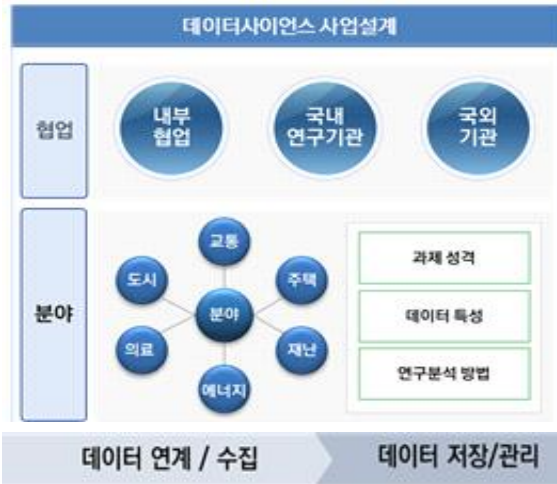 데이터사이언스 사업설계
협업
내부
협업
국내
연구기관
국외
기관
분야
교통
도시
주택
분야
의료
재난
에너지
과제 성격
데이터 특성
연구분석 방법
데이터 연계 / 수집
데이터 저장/관리